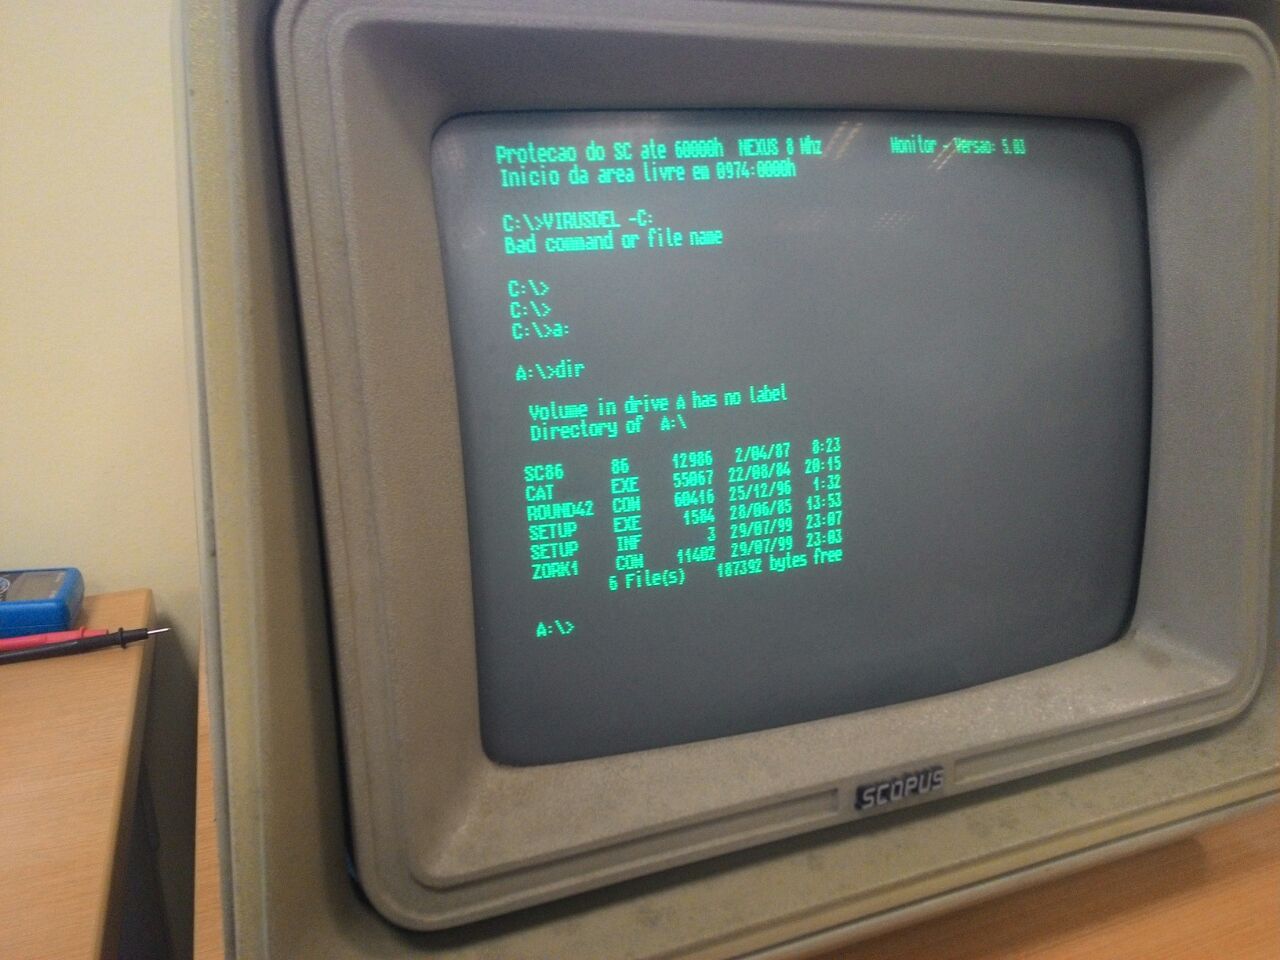 Protecao do SC ate 60000h NEXUS 8 Mhz Monitor - Versao: 5.03
Inicio da area livre em 0974:0000h
C:\>VIRUSDEL -C:
Bad command or file name
C:\>
C:\>
C:\>a:
A:\>dir
Volume in drive A has no label
Directory of A:\
SC86 86 12986 2/04/87 8:23
CAT EXE 55067 22/08/84 20:15
ROUND42 COM 60416 25/12/96 1:32
SETUP EXE 1504 28/06/85 13:53
SETUP INF 3 29/07/99 23:07
ZORK1 COM 11402 29/07/99 23:03
6 File(s) 187392 bytes free
A:\>
SCOPUS